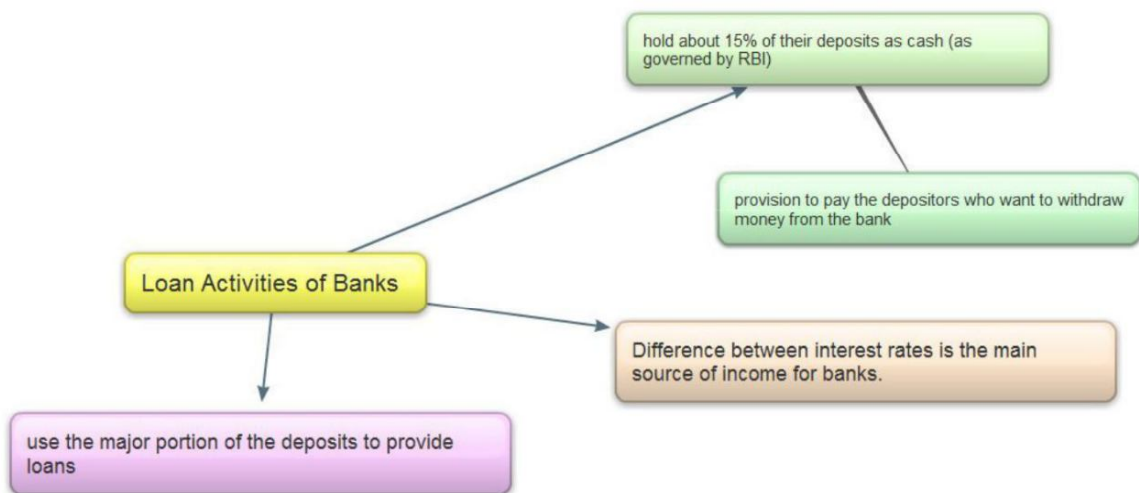 hold about 15% of their deposits as cash (as
governed by RBI)
provision to pay the depositors who want to withdraw
money from the bank
Loan Activities of Banks
Difference between interest rates is the main
source of income for banks.
use the major portion of the deposits to provide
loans